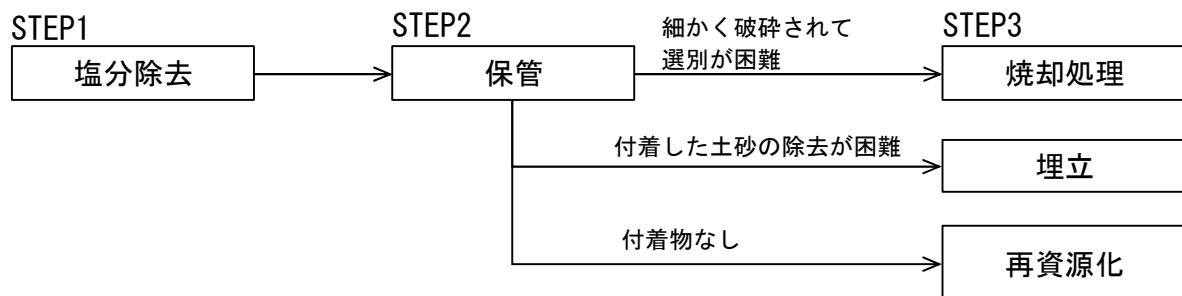 STEP1
塩分除去
STEP2
保管
細かく破砕されて
選別が困難
STEP3
焼却処理
付着した土砂の除去が困難
埋立
付着物なし
再資源化